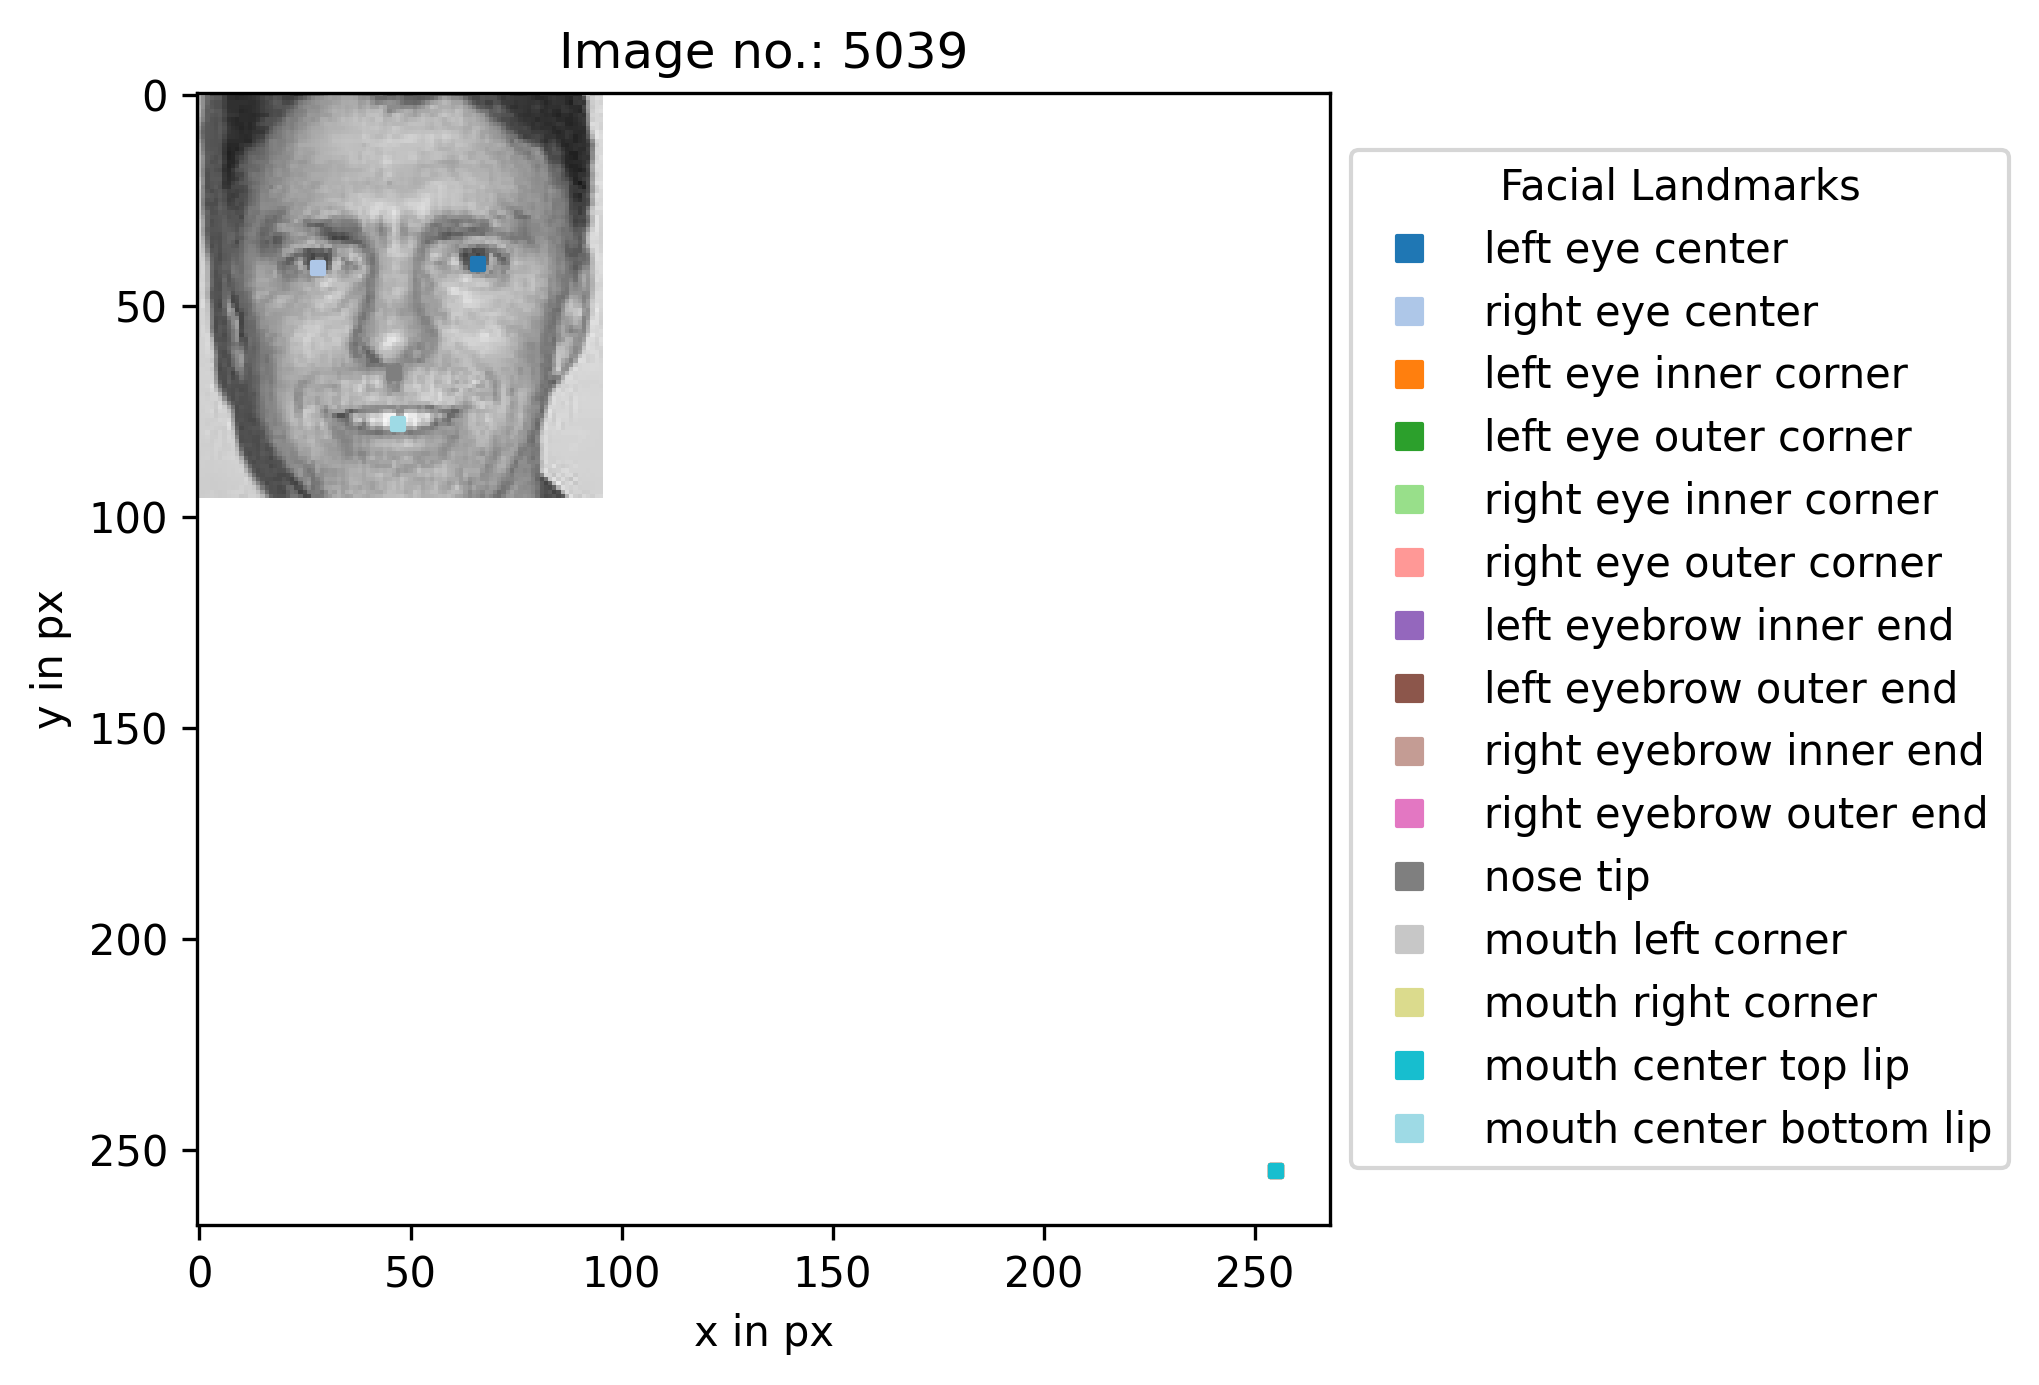 Image no.: 5039
0
50
100
150
200
250
y in px
0 50 100 150 200 250
x in px
Facial Landmarks
left eye center
right eye center
left eye inner corner
left eye outer corner
right eye inner corner
right eye outer corner
left eyebrow inner end
left eyebrow outer end
right eyebrow inner end
right eyebrow outer end
nose tip
mouth left corner
mouth right corner
mouth center top lip
mouth center bottom lip